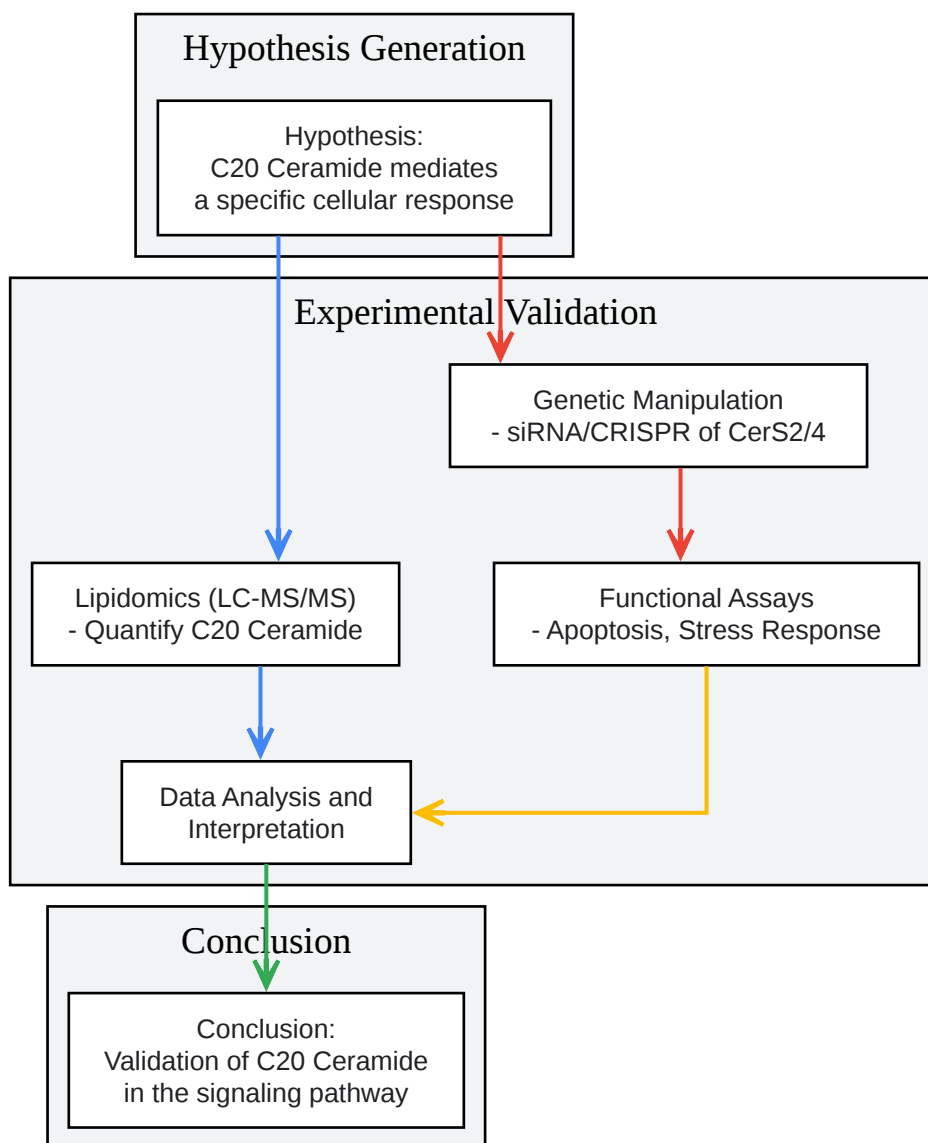 Hypothesis Generation
Hypothesis:
C20 Ceramide mediates
a specific cellular response
Experimental Validation
Genetic Manipulation
- siRNA/CRISPR of CerS2/4
Lipidomics (LC-MS/MS)
- Quantify C20 Ceramide
Functional Assays
- Apoptosis, Stress Response
Data Analysis and
Interpretation
Conclusion
Conclusion:
Validation of C20 Ceramide
in the signaling pathway